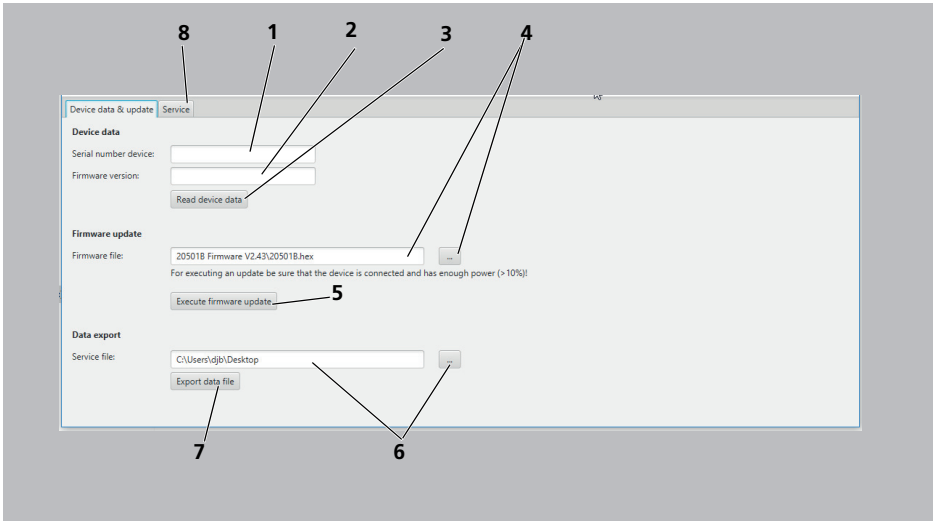 8 1 2 3 4
Device data & update Service
Device data
Serial number device:
Firmware version:
Read device data
Firmware update
Firmware file: 20501B Firmware V2.43\20501B.hex ...
For executing an update be sure that the device is connected and has enough power (>10%)!
5
Execute firmware update
Data export
Service file: C:\Users\djb\Desktop ...
Export data file
7 6